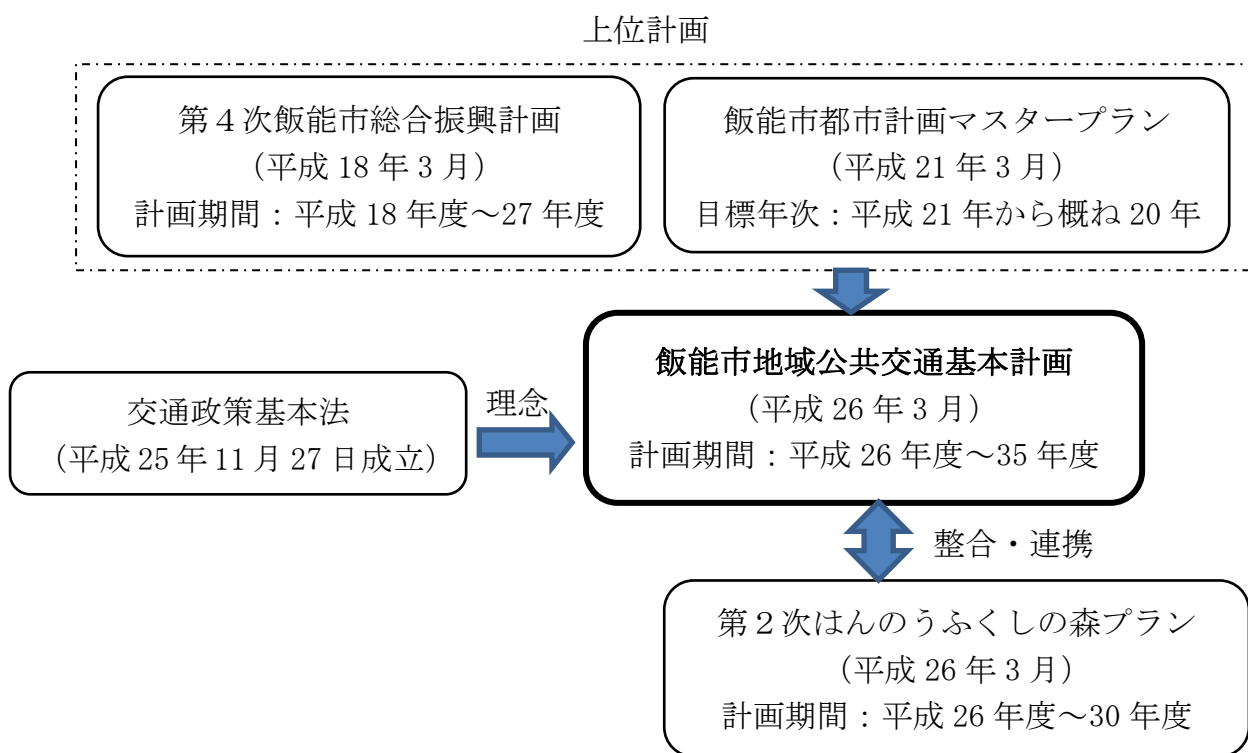 上位計画
第４次飯能市総合振興計画
（平成 18 年 3 月）
計画期間：平成 18 年度～27 年度
飯能市都市計画マスタープラン
（平成 21 年 3 月）
目標年次：平成 21 年から概ね 20 年
飯能市地域公共交通基本計画
（平成 26 年 3 月）
計画期間：平成 26 年度～35 年度
交通政策基本法
（平成 25 年 11 月 27 日成立）
理念
整合・連携
第２次はんのうふくしの森プラン
（平成 26 年 3 月）
計画期間：平成 26 年度～30 年度